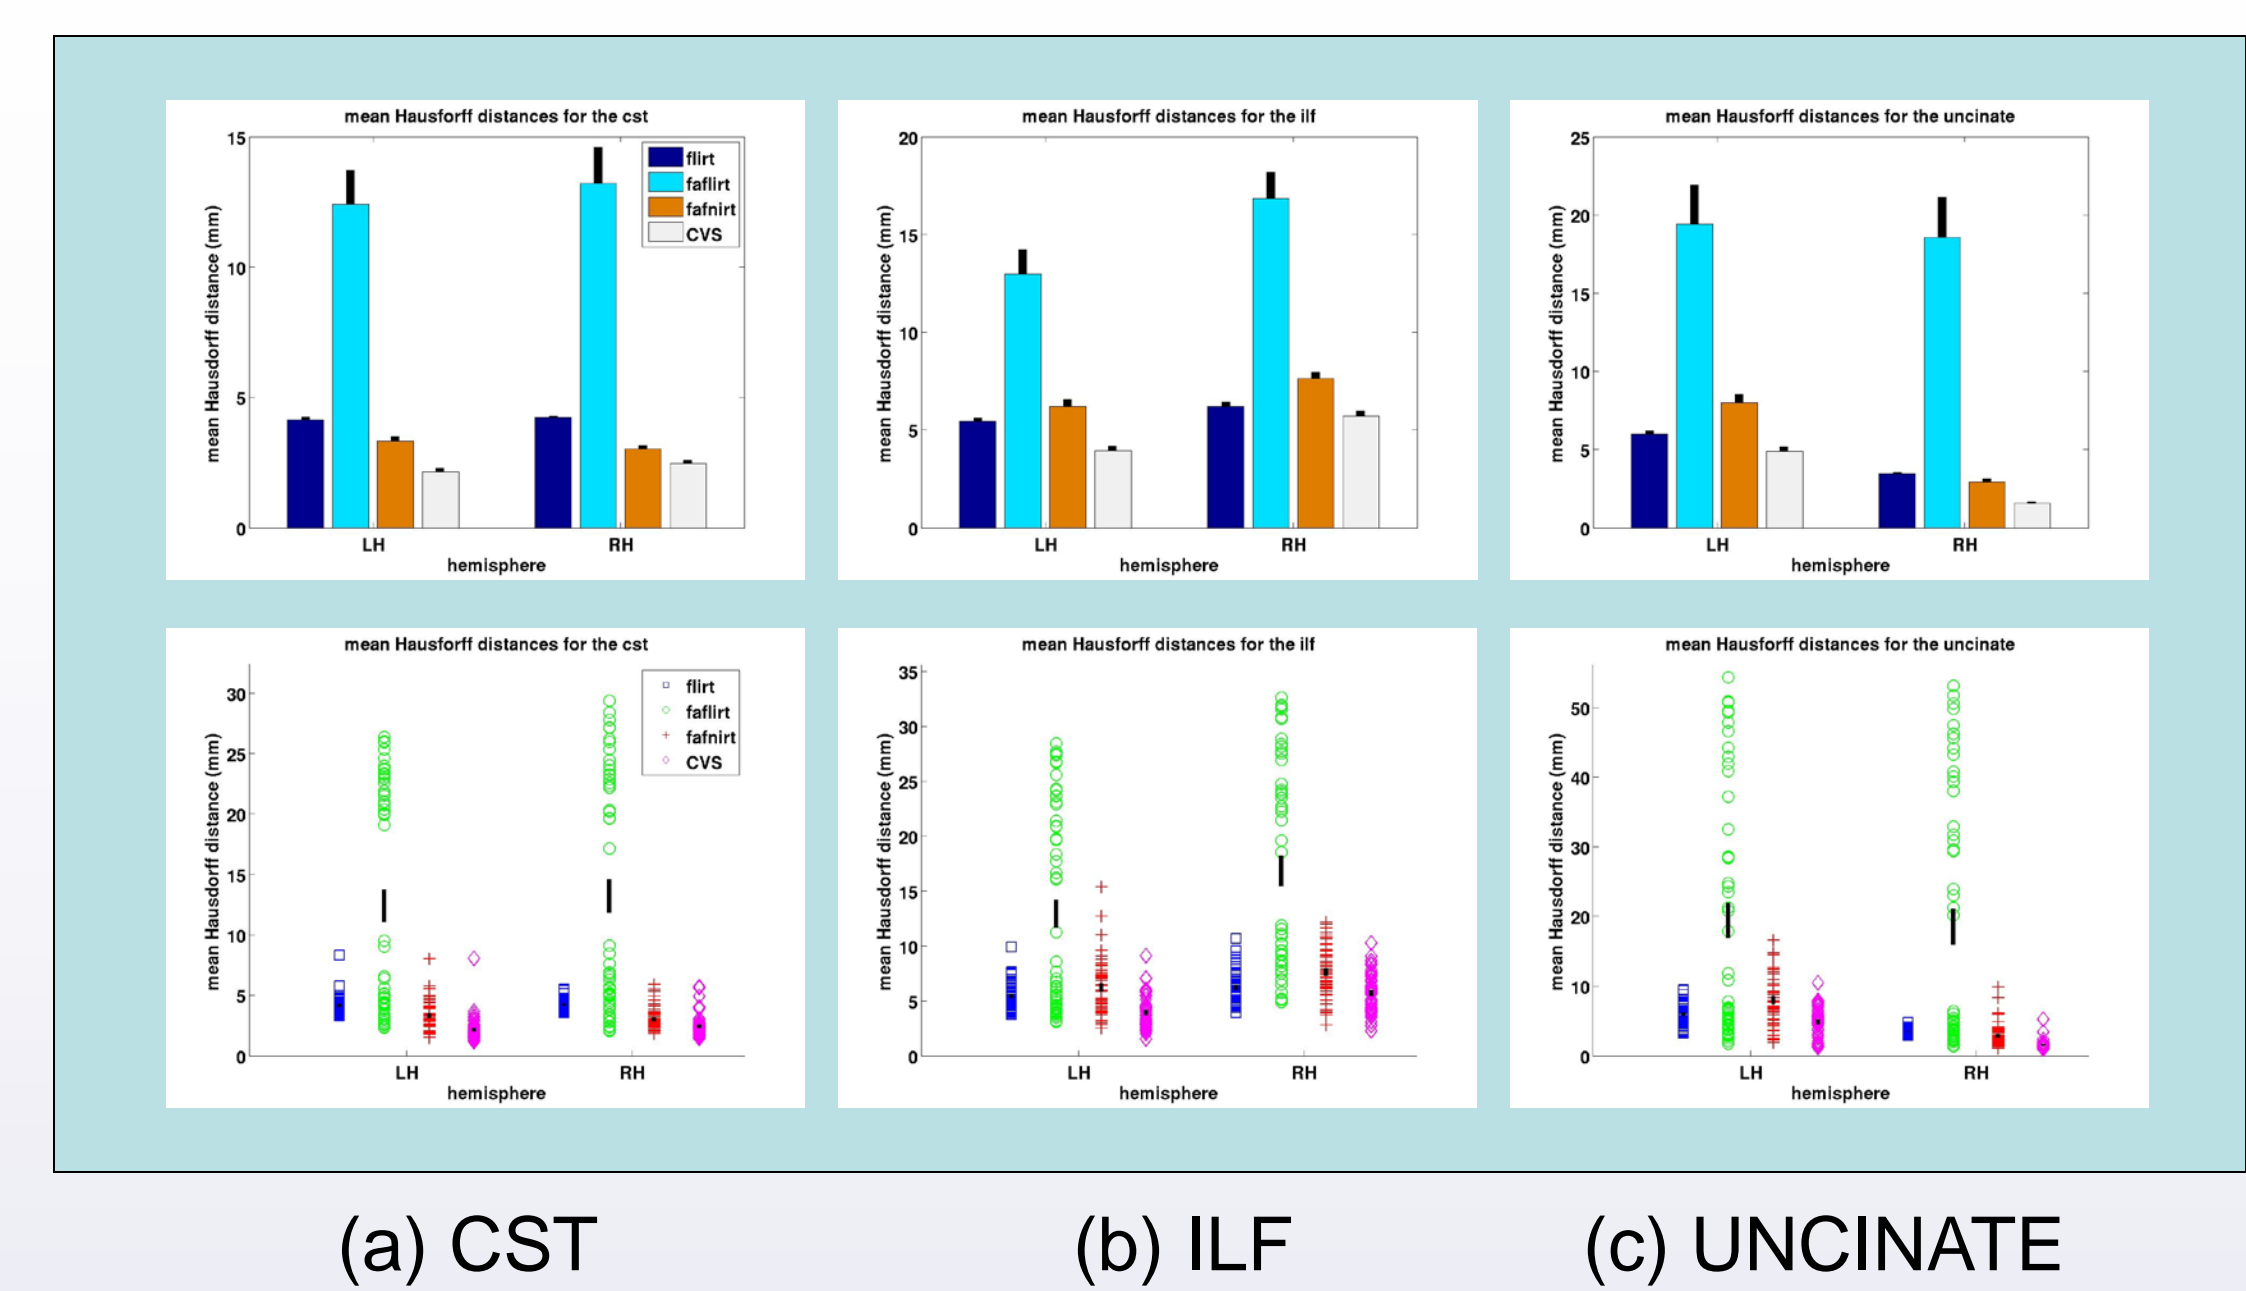 mean Hausforff distances for the cst
mean Hausdorff distance (mm)
15
10
5
0
flirt
faflirt
fafnirt
CVS
LH
RH
hemisphere
mean Hausforff distances for the ilf
mean Hausdorff distance (mm)
20
15
10
5
0
LH
RH
hemisphere
mean Hausforff distances for the uncinate
mean Hausdorff distance (mm)
25
20
15
10
5
0
LH
RH
hemisphere
mean Hausforff distances for the cst
mean Hausdorff distance (mm)
30
25
20
15
10
5
0
flirt
faflirt
fafnirt
CVS
LH
RH
hemisphere
mean Hausforff distances for the ilf
mean Hausdorff distance (mm)
35
30
25
20
15
10
5
0
LH
RH
hemisphere
mean Hausforff distances for the uncinate
mean Hausdorff distance (mm)
50
40
30
20
10
0
LH
RH
hemisphere
(a) CST
(b) ILF
(c) UNCINATE